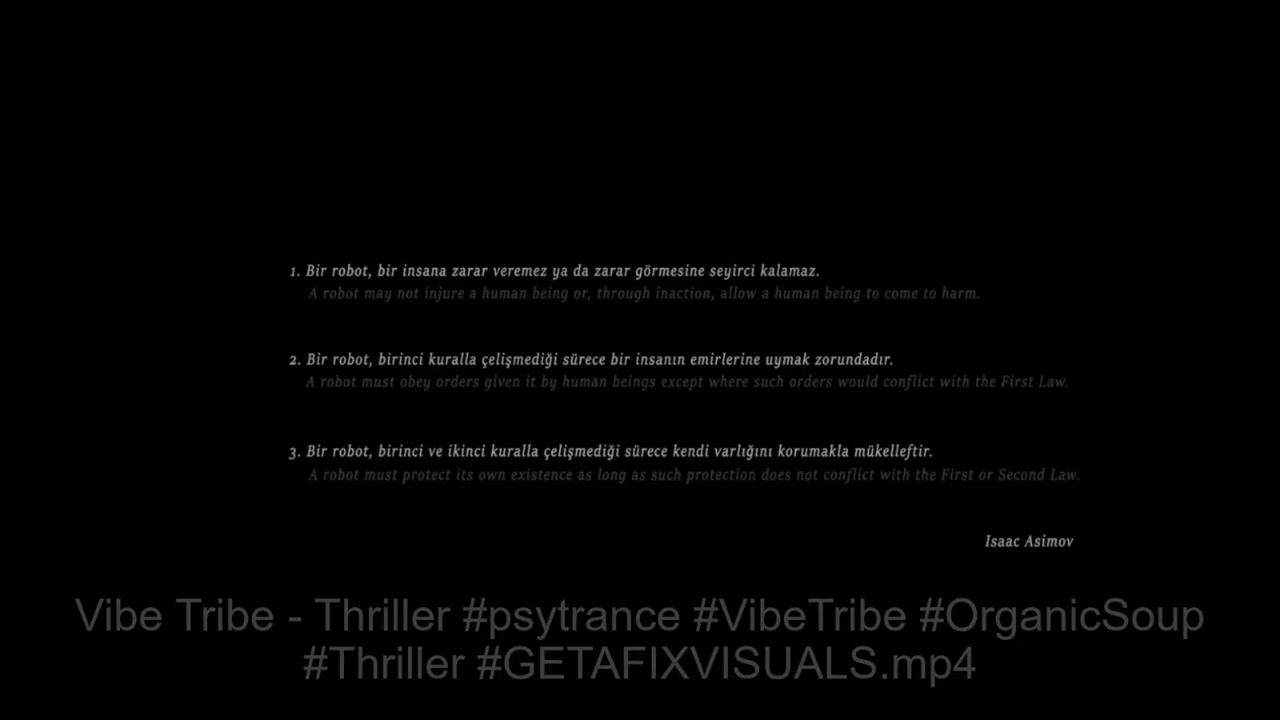 1. Bir robot, bir insana zarar veremez ya da zarar görmesine seyirci kalamaz.
A robot may not injure a human being or, through inaction, allow a human being to come to harm.
2. Bir robot, birinci kuralla çelişmediği sürece bir insanın emirlerine uymak zorundadır.
A robot must obey orders given it by human beings except where such orders would conflict with the First Law.
3. Bir robot, birinci ve ikinci kuralla çelişmediği sürece kendi varlığını korumakla mükelleftir.
A robot must protect its own existence as long as such protection does not conflict with the First or Second Law.
Isaac Asimov
Vibe Tribe - Thriller #psytrance #VibeTribe #OrganicSoup
#Thriller #GETAFIXVISUALS.mp4